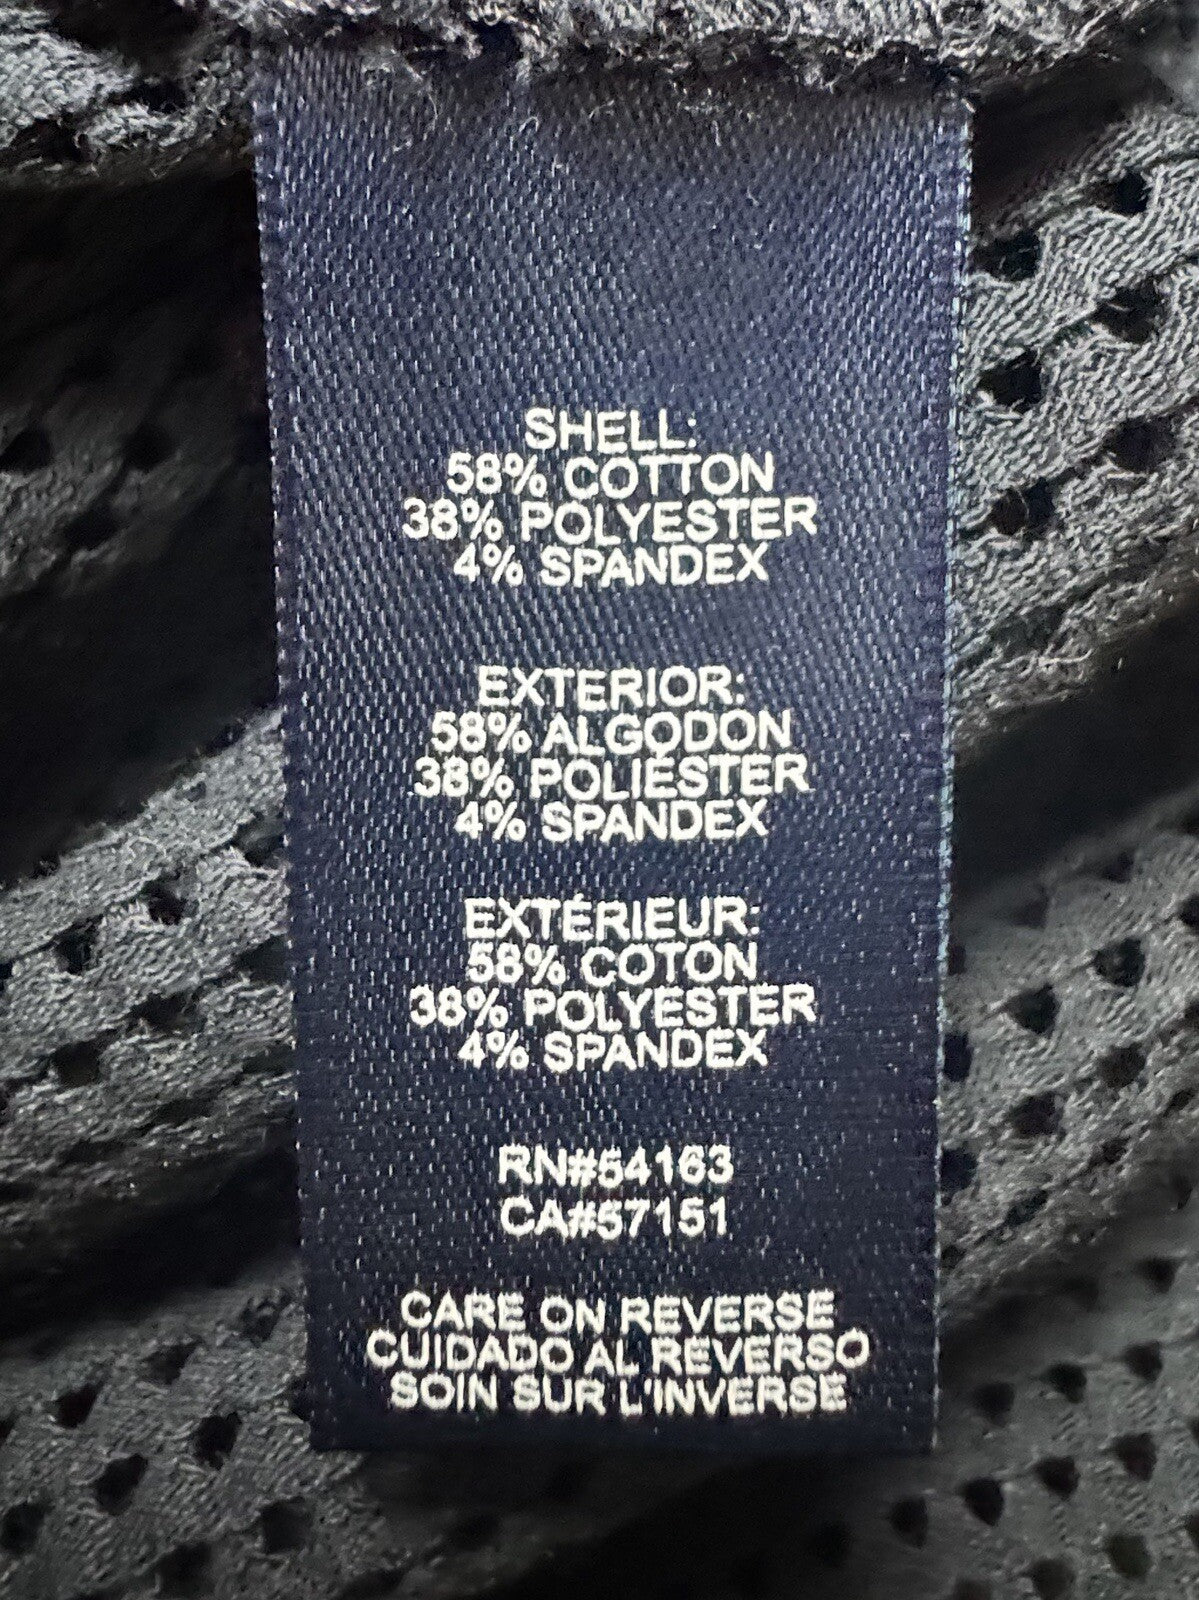 SHELL:
58% COTTON
38% POLYESTER
4% SPANDEX
EXTERIOR:
58% ALGODON
38% POLIESTER
4% SPANDEX
EXTÉRIEUR:
58% COTON
38% POLYESTER
4% SPANDEX
RN#54163
CA#57151
CARE ON REVERSE
CUIDADO AL REVERSO
SOIN SUR L'INVERSE